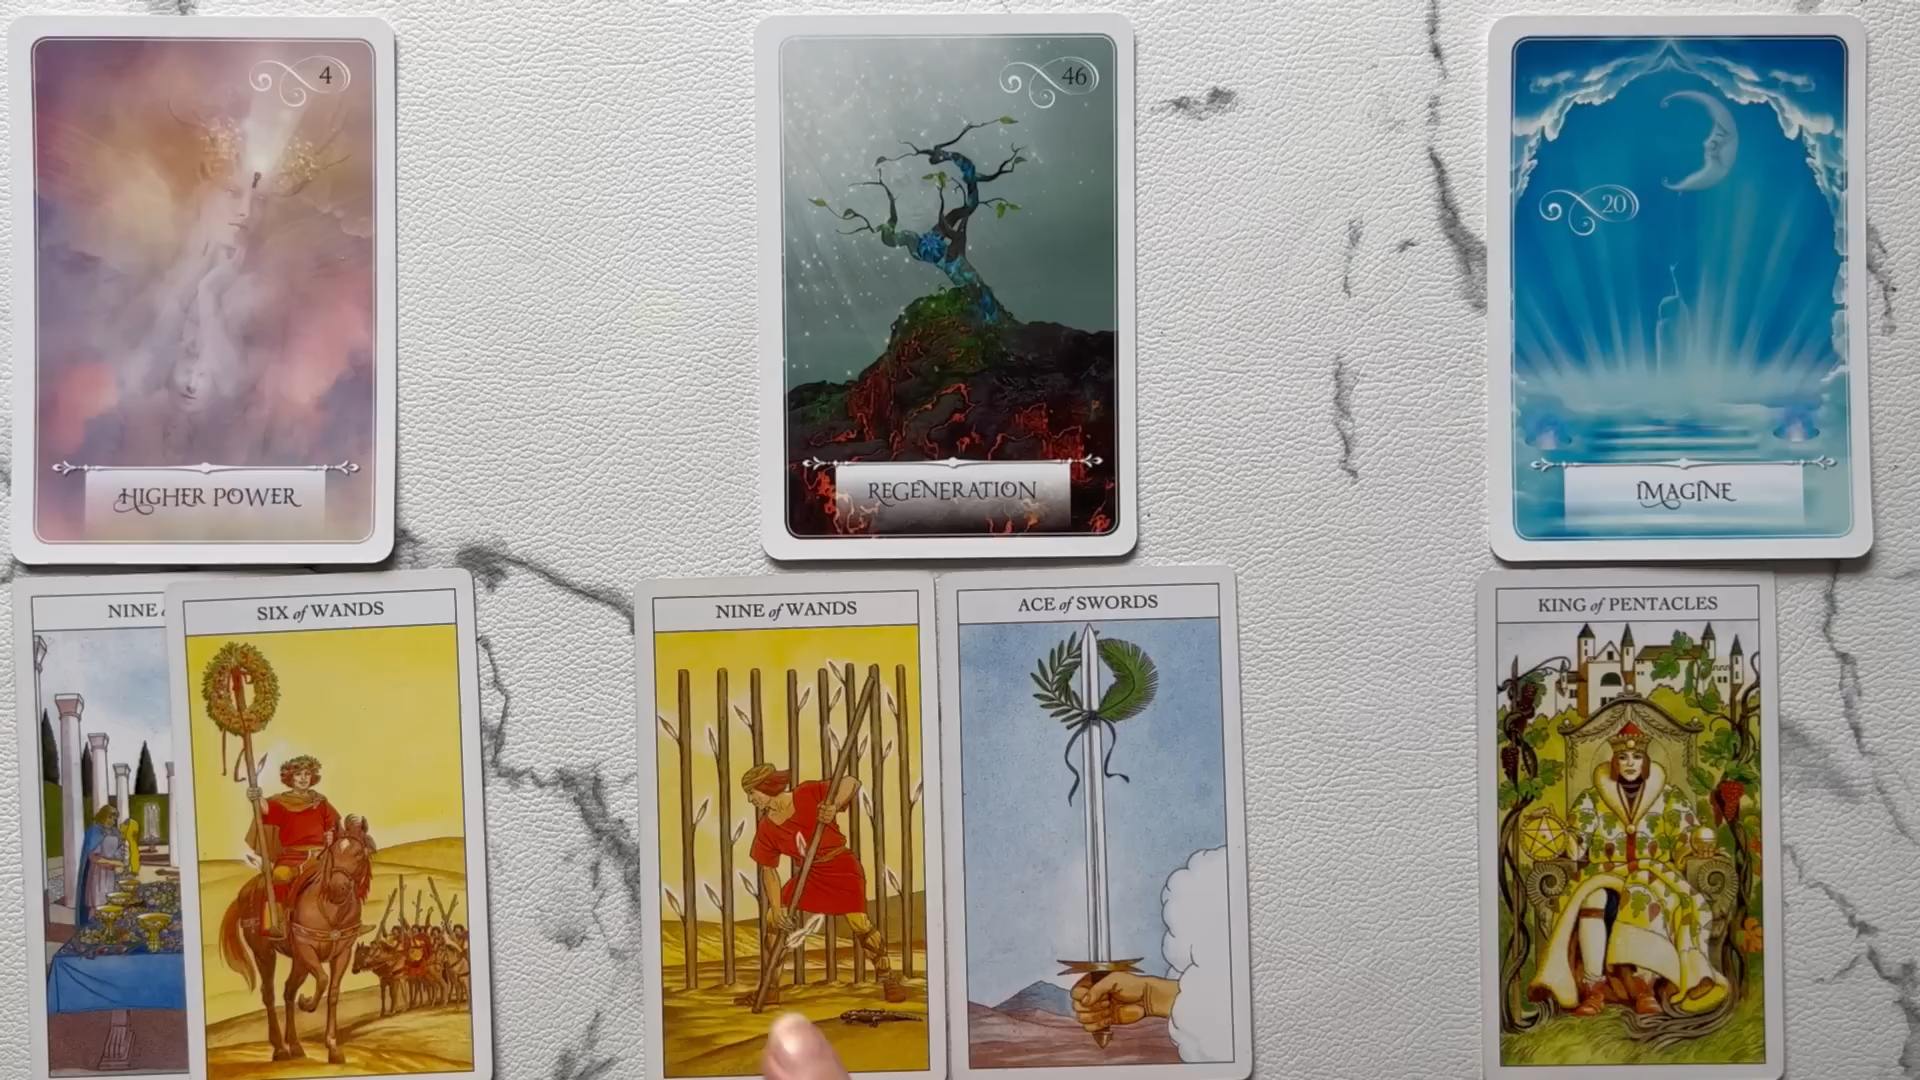 4
HIGHER POWER
46
REGENERATION
20
IMAGINE
NINE
SIX of WANDS
NINE of WANDS
ACE of SWORDS
KING of PENTACLES